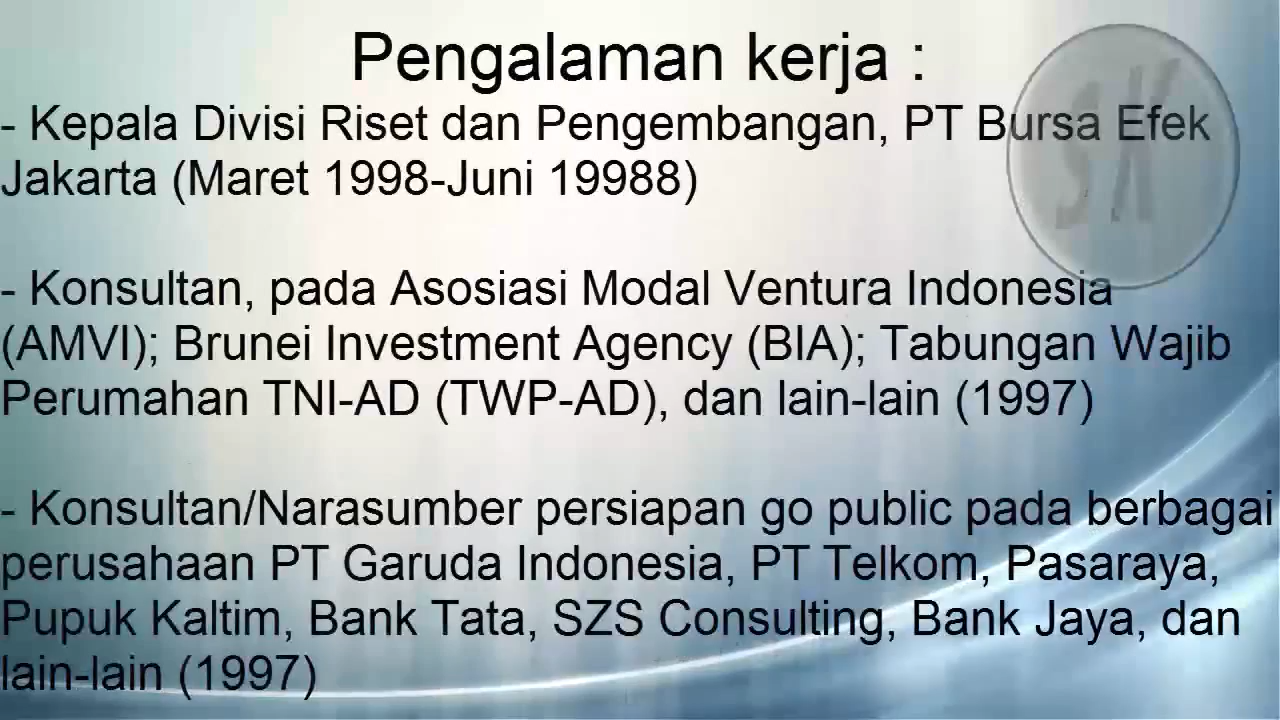 Pengalaman kerja :
- Kepala Divisi Riset dan Pengembangan, PT Bursa Efek
Jakarta (Maret 1998-Juni 19988)
- Konsultan, pada Asosiasi Modal Ventura Indonesia
(AMVI); Brunei Investment Agency (BIA); Tabungan Wajib
Perumahan TNI-AD (TWP-AD), dan lain-lain (1997)
- Konsultan/Narasumber persiapan go public pada berbagai
perusahaan PT Garuda Indonesia, PT Telkom, Pasaraya,
Pupuk Kaltim, Bank Tata, SZS Consulting, Bank Jaya, dan
lain-lain (1997)
SK